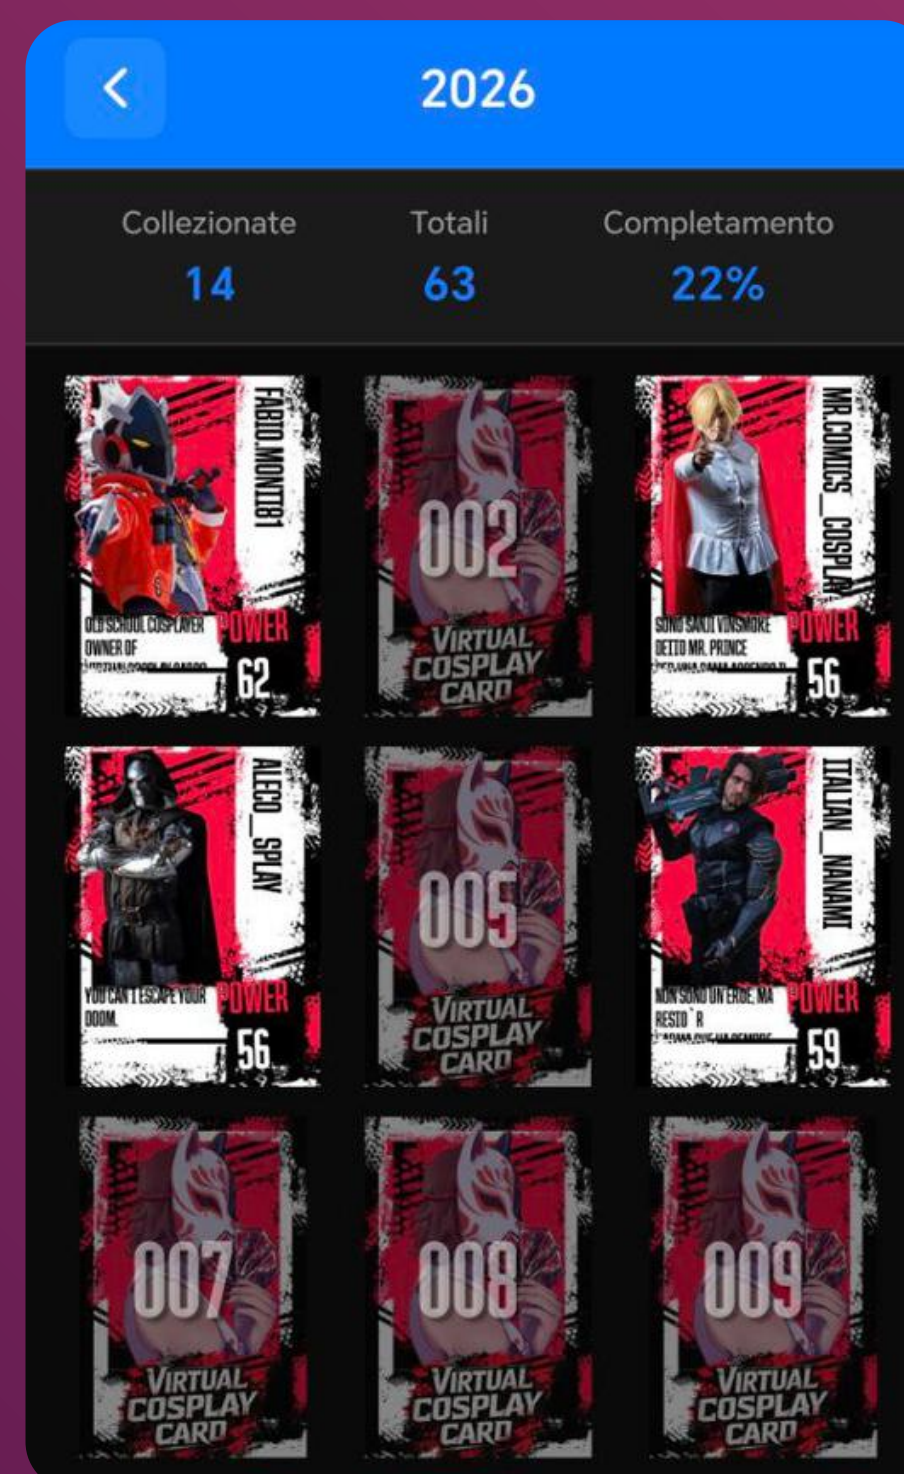 2026
Collezionate
Totali
Completamento
14
63
22%
FABIO.MONTI81
OLD SCHOOL COSPLAYER
OWNER OF
POWER
62
002
VIRTUAL
COSPLAY
CARD
MR.COMICS_COSPLAY
SONO SANJI VINSMOKE
DETTO MR. PRINCE
POWER
56
ALECO_SPLAY
YOU CAN'T ESCAPE YOUR
DOOM.
POWER
56
005
VIRTUAL
COSPLAY
CARD
ITALIAN_NANAMI
NON SONO UN EROE, MA
RESTO `R
POWER
59
007
VIRTUAL
COSPLAY
CARD
008
VIRTUAL
COSPLAY
CARD
009
VIRTUAL
COSPLAY
CARD